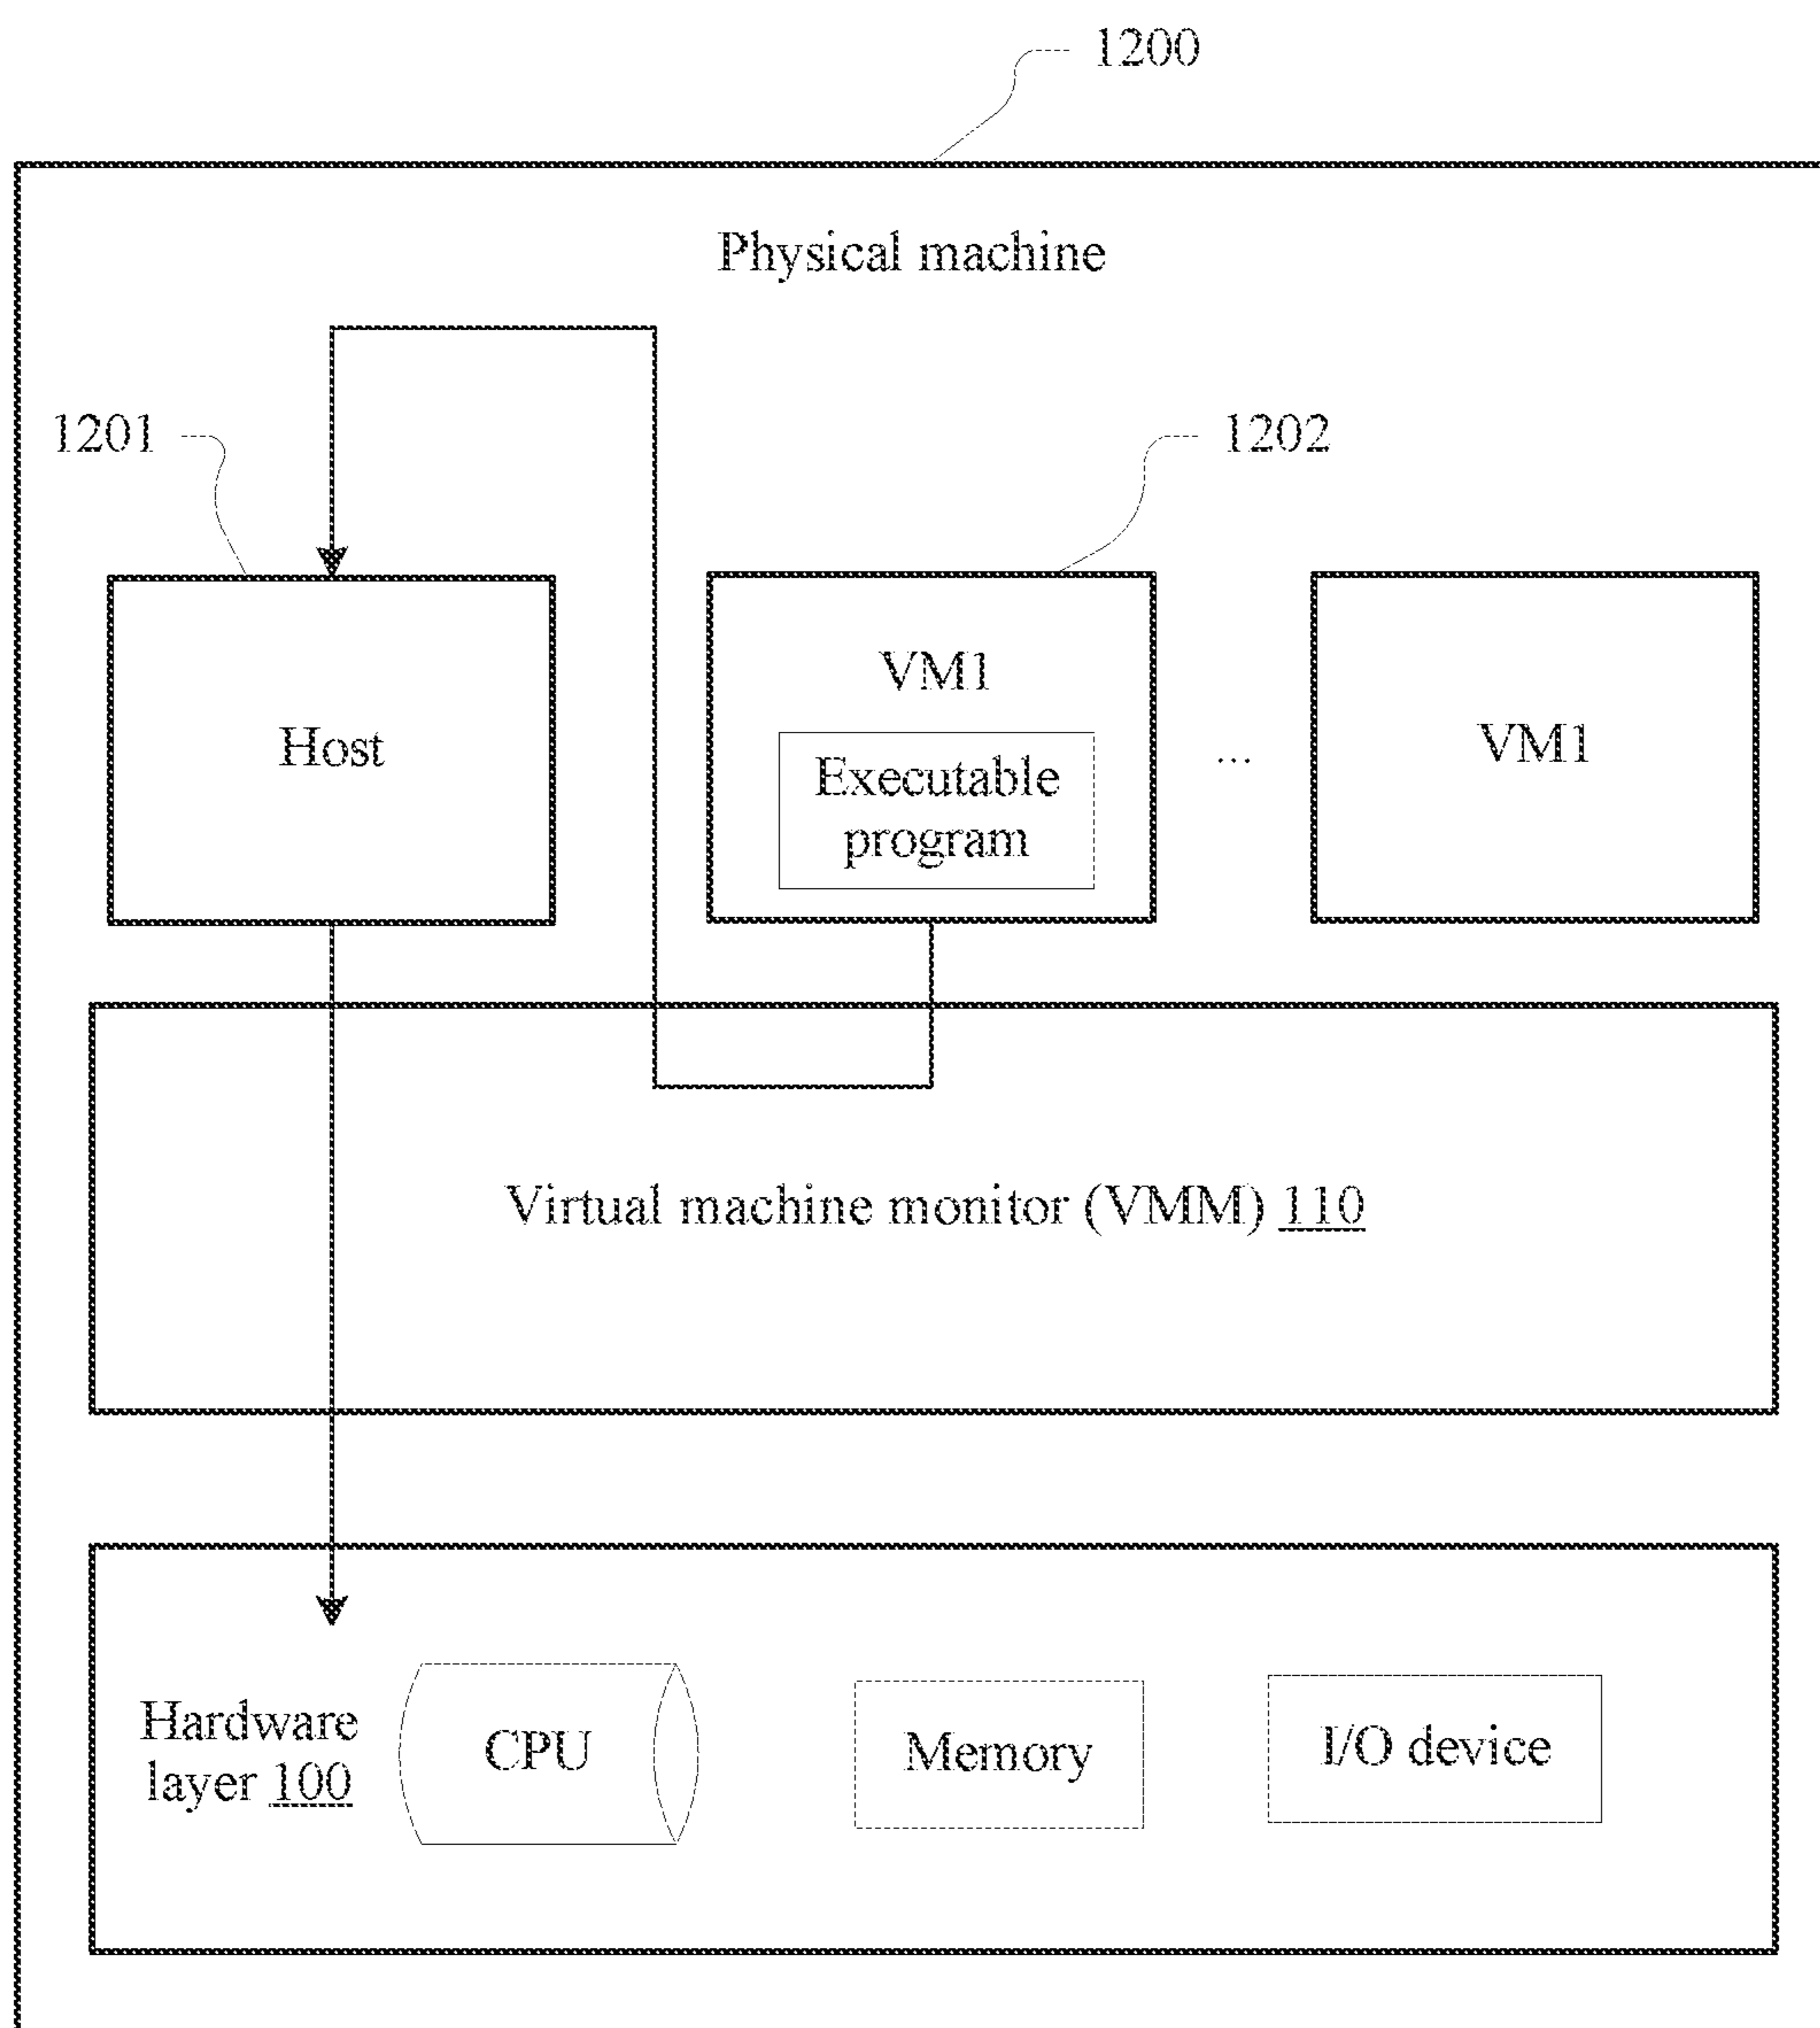 1200
Physical machine
1201
1202
Host
VM1
Executable
program
...
VM1
Virtual machine monitor (VMM) 110
Hardware
layer 100
CPU
Memory
I/O device